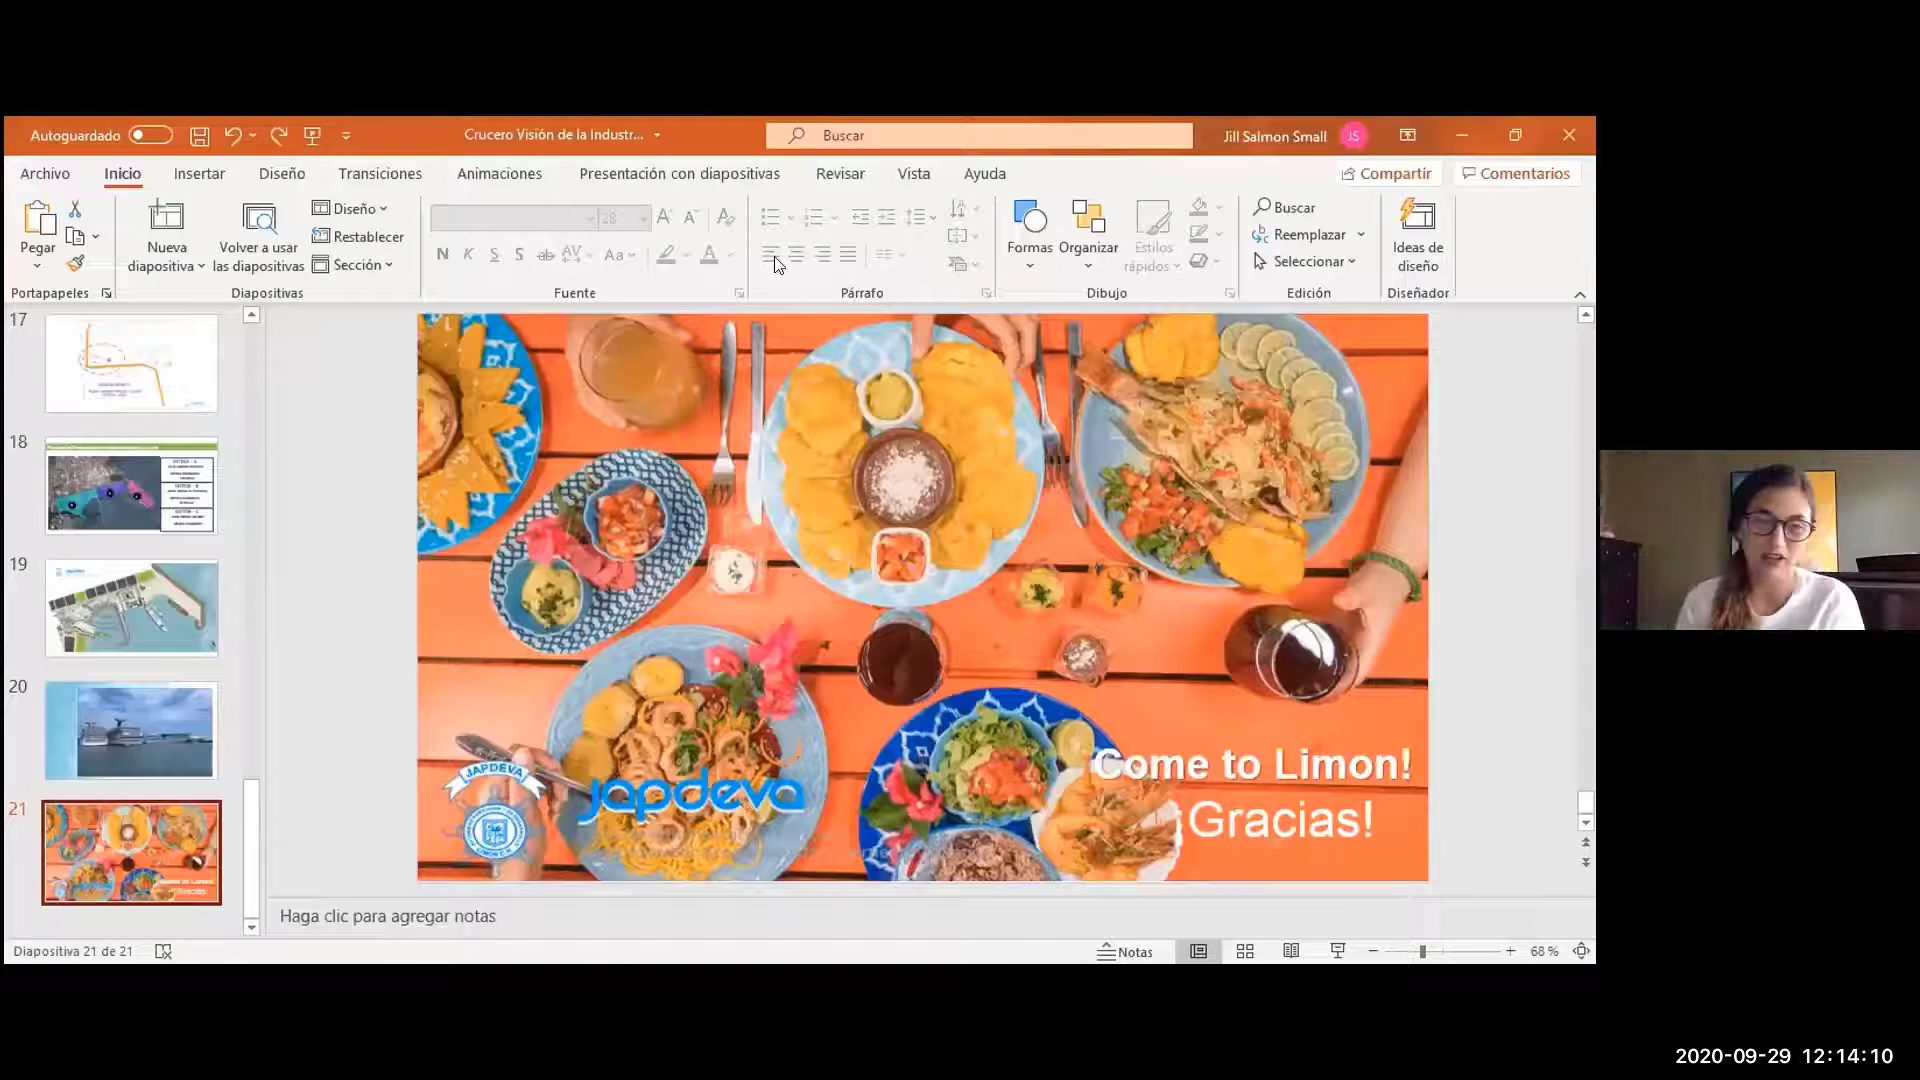 Autoguardado
Crucero Visión de la Industr...
Buscar
Jill Salmon Small
JS
Archivo
Inicio
Insertar
Diseño
Transiciones
Animaciones
Presentación con diapositivas
Revisar
Vista
Ayuda
Compartir
Comentarios
Pegar
Nueva
diapositiva
Volver a usar
las diapositivas
Diseño
Restablecer
Sección
28
N K S S ab AV Aa A
Formas
Organizar
Estilos
rápidos
Buscar
Reemplazar
Seleccionar
Ideas de
diseño
Portapapeles
Diapositivas
Fuente
Párrafo
Dibujo
Edición
Diseñador
17
18
19
20
21
JAPDEVA
japdeva
Come to Limon!
¡Gracias!
Haga clic para agregar notas
Diapositiva 21 de 21
Notas
68 %
2020-09-29 12:14:10